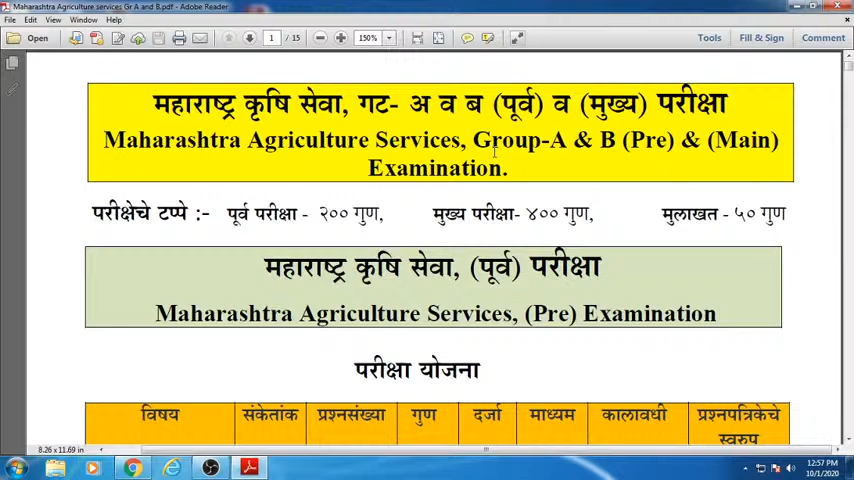 Maharashtra Agriculture services Gr A and B.pdf - Adobe Reader
File Edit View Window Help
Open 1 / 15 150% Tools Fill & Sign Comment
महाराष्ट्र कृषि सेवा, गट- अ व ब (पूर्व) व (मुख्य) परीक्षा
Maharashtra Agriculture Services, Group-A & B (Pre) & (Main)
Examination.
परीक्षेचे टप्पे :- पूर्व परीक्षा - २०० गुण, मुख्य परीक्षा- ४०० गुण, मुलाखत - ५० गुण
महाराष्ट्र कृषि सेवा, (पूर्व) परीक्षा
Maharashtra Agriculture Services, (Pre) Examination
परीक्षा योजना
विषय संकेतांक प्रश्नसंख्या गुण दर्जा माध्यम कालावधी प्रश्नपत्रिकेचे
स्वरुप
8.26 x 11.69 in
12:57 PM
10/1/2020